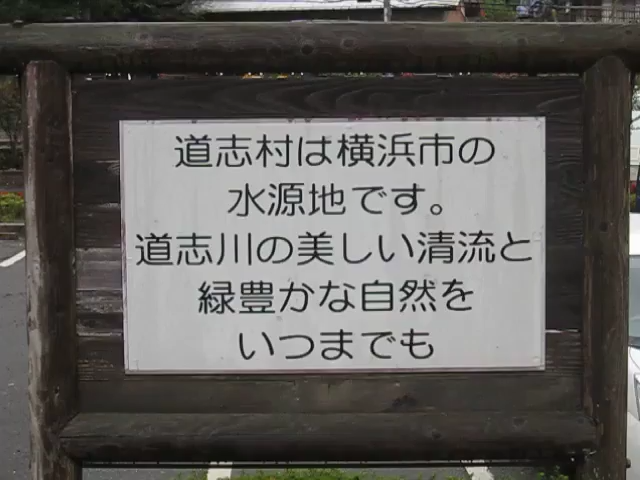 道志村は横浜市の
水源地です。
道志川の美しい清流と
緑豊かな自然を
いつまでも